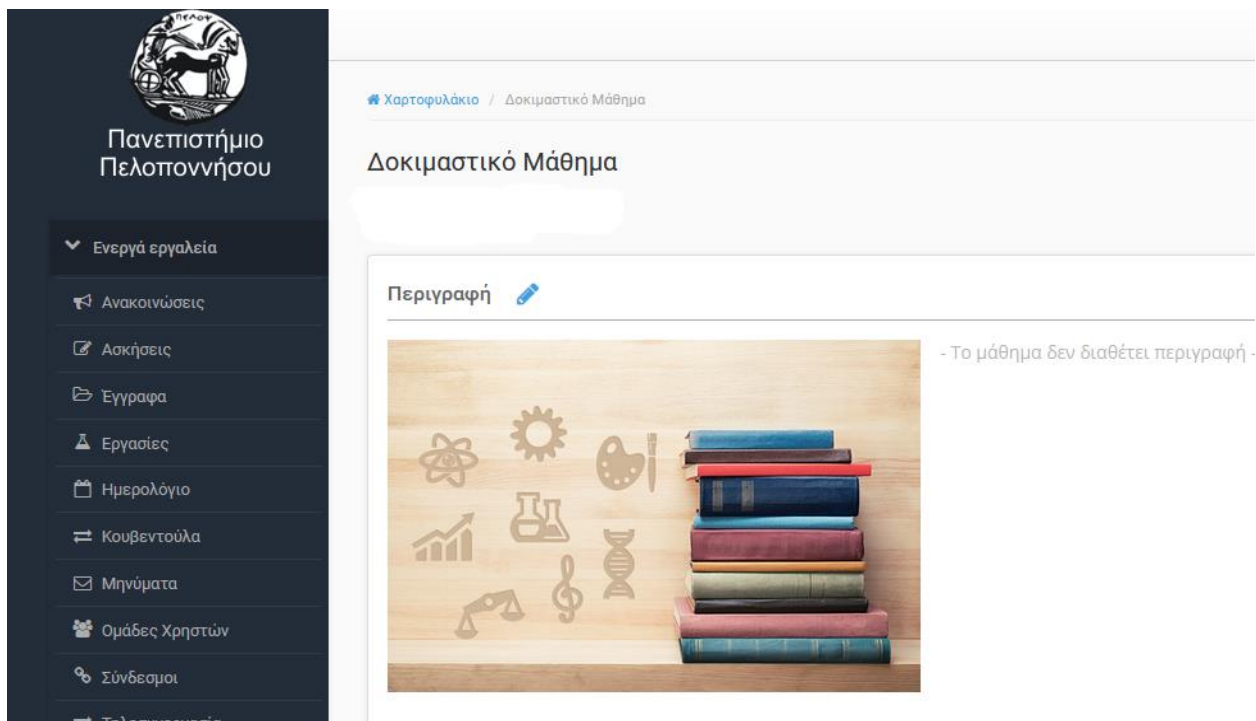 ΠΕΛΟΥ
Πανεπιστήμιο
Πελοποννήσου
Ενεργά εργαλεία
Ανακοινώσεις
Ασκήσεις
Έγγραφα
Εργασίες
Ημερολόγιο
Κουβεντούλα
Μηνύματα
Ομάδες Χρηστών
Σύνδεσμοι
Χαρτοφυλάκιο / Δοκιμαστικό Μάθημα
Δοκιμαστικό Μάθημα
Περιγραφή
- Το μάθημα δεν διαθέτει περιγραφή -